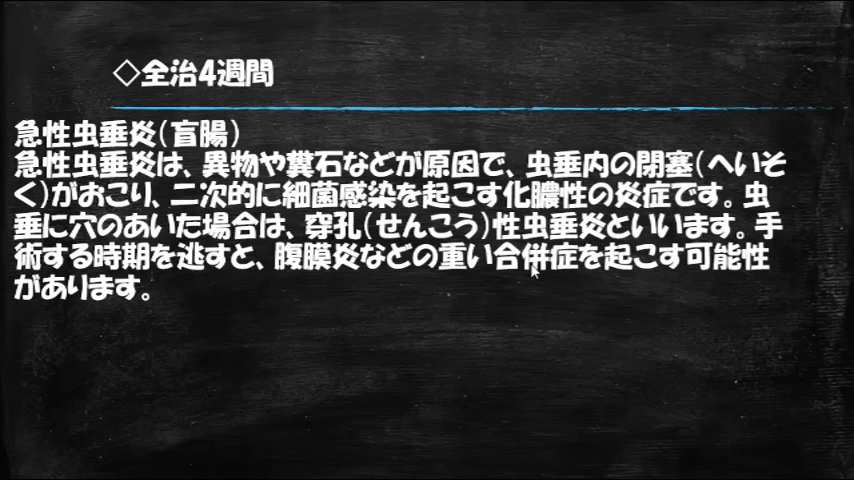 ◇全治4週間
急性虫垂炎(盲腸)
急性虫垂炎は、異物や糞石などが原因で、虫垂内の閉塞(へいそ
く)がおこり、二次的に細菌感染を起こす化膿性の炎症です。虫
垂に穴のあいた場合は、穿孔(せんこう)性虫垂炎といいます。手
術する時期を逃すと、腹膜炎などの重い合併症を起こす可能性
があります。